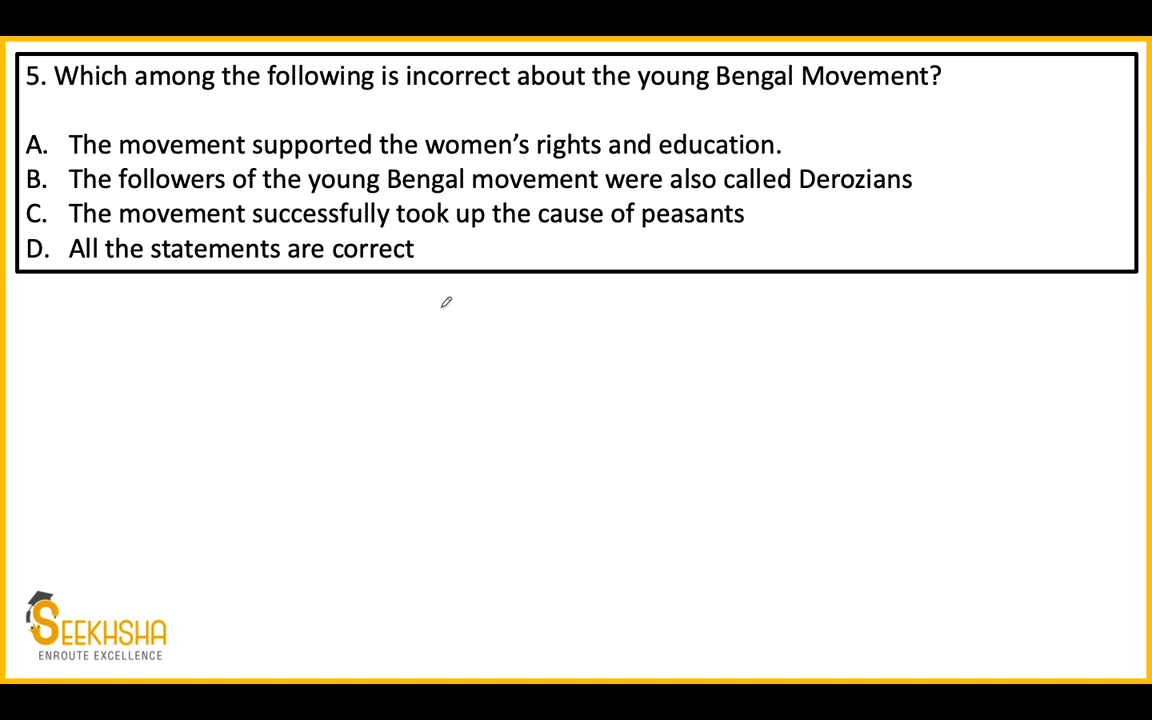 5. Which among the following is incorrect about the young Bengal Movement?
A. The movement supported the women’s rights and education.
B. The followers of the young Bengal movement were also called Derozians
C. The movement successfully took up the cause of peasants
D. All the statements are correct
SEEKHSHA
ENROUTE EXCELLENCE